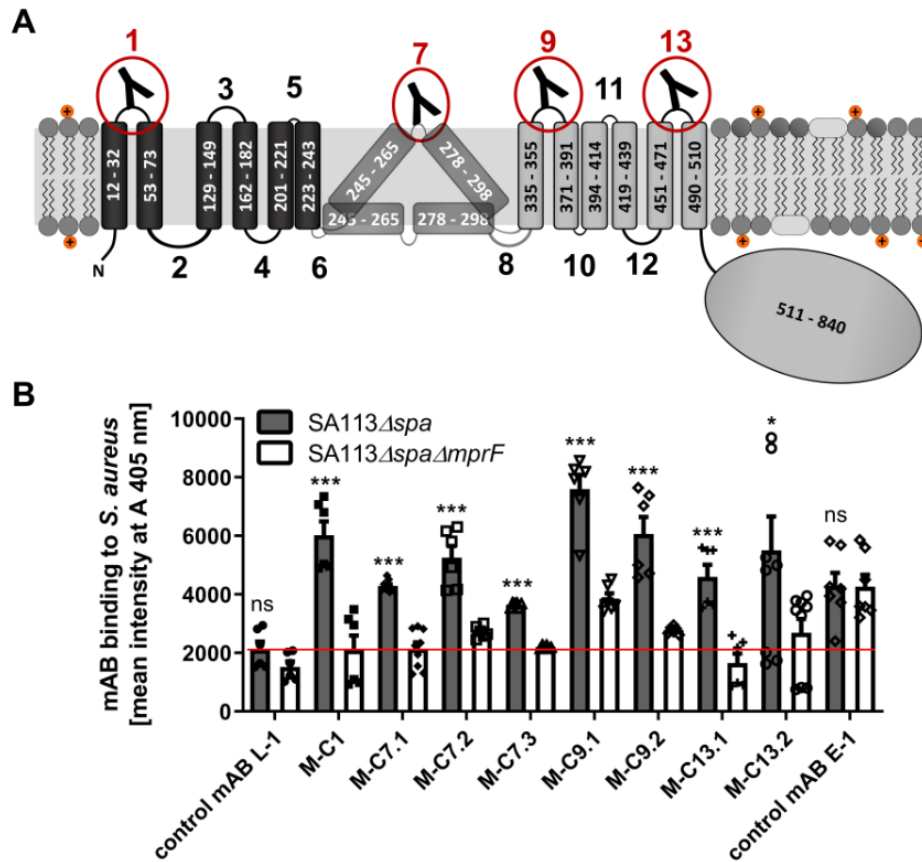 A
1 3 5 7 9 11 13
12 - 32
53 - 73
129 - 149
162 - 182
201 - 221
223 - 243
245 - 265
278 - 298
245 - 265
278 - 298
335 - 355
371 - 391
394 - 414
419 - 439
451 - 471
490 - 510
N
2 4 6 8 10 12
511 - 840
+ + + + + + +
B
mAB binding to S. aureus
[mean intensity at A 405 nm]
10000
8000
6000
4000
2000
0
SA113Δspa
SA113ΔspaΔmprF
ns *** *** *** *** *** *** *** * ns
control mAB L-1
M-C1
M-C7.1
M-C7.2
M-C7.3
M-C9.1
M-C9.2
M-C13.1
M-C13.2
control mAB E-1